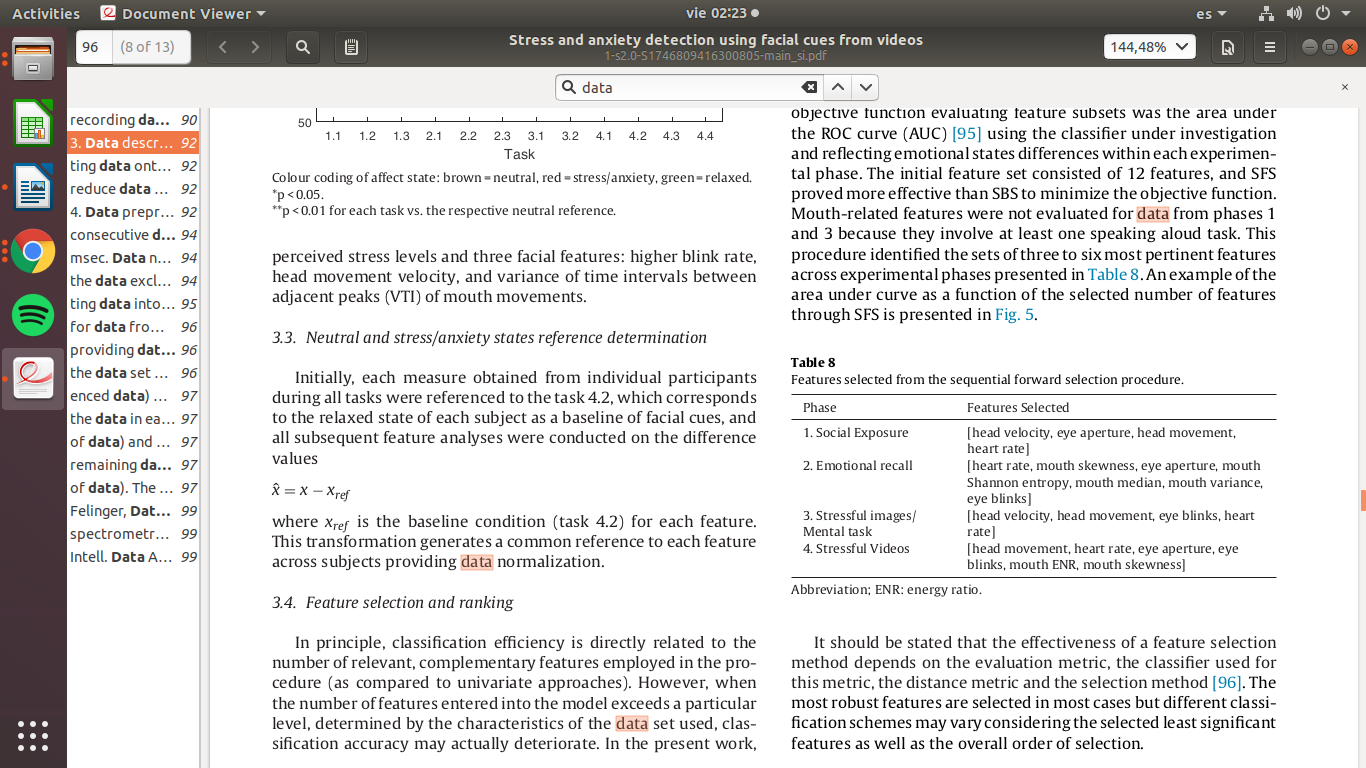 Activities
Document Viewer
vie 02:23
es
96
(8 of 13)
Stress and anxiety detection using facial cues from videos
1-s2.0-S1746809416300805-main_si.pdf
144,48%
data
recording da... 90
3. Data descr... 92
ting data ont... 92
reduce data ... 92
4. Data prepr... 92
consecutive d... 94
msec. Data n... 94
the data excl... 94
ting data into... 95
for data fro... 96
providing dat... 96
the data set ... 96
enced data) ... 97
the data in ea... 97
of data) and ... 97
remaining da... 97
of data). The ... 97
Felinger, Dat... 99
spectrometr... 99
Intell. Data A... 99
50
1.1 1.2 1.3 2.1 2.2 2.3 3.1 3.2 4.1 4.2 4.3 4.4
Task
Colour coding of affect state: brown = neutral, red = stress/anxiety, green = relaxed.
*p < 0.05.
**p < 0.01 for each task vs. the respective neutral reference.
perceived stress levels and three facial features: higher blink rate,
head movement velocity, and variance of time intervals between
adjacent peaks (VTI) of mouth movements.
3.3. Neutral and stress/anxiety states reference determination
Initially, each measure obtained from individual participants
during all tasks were referenced to the task 4.2, which corresponds
to the relaxed state of each subject as a baseline of facial cues, and
all subsequent feature analyses were conducted on the difference
values
x̂ = x − xref
where xref is the baseline condition (task 4.2) for each feature.
This transformation generates a common reference to each feature
across subjects providing data normalization.
3.4. Feature selection and ranking
In principle, classification efficiency is directly related to the
number of relevant, complementary features employed in the pro-
cedure (as compared to univariate approaches). However, when
the number of features entered into the model exceeds a particular
level, determined by the characteristics of the data set used, clas-
sification accuracy may actually deteriorate. In the present work,
objective function evaluating feature subsets was the area under
the ROC curve (AUC) [95] using the classifier under investigation
and reflecting emotional states differences within each experimen-
tal phase. The initial feature set consisted of 12 features, and SFS
proved more effective than SBS to minimize the objective function.
Mouth-related features were not evaluated for data from phases 1
and 3 because they involve at least one speaking aloud task. This
procedure identified the sets of three to six most pertinent features
across experimental phases presented in Table 8. An example of the
area under curve as a function of the selected number of features
through SFS is presented in Fig. 5.
Table 8
Features selected from the sequential forward selection procedure.
Phase Features Selected
1. Social Exposure [head velocity, eye aperture, head movement,
heart rate]
2. Emotional recall [heart rate, mouth skewness, eye aperture, mouth
Shannon entropy, mouth median, mouth variance,
eye blinks]
3. Stressful images/ [head velocity, head movement, eye blinks, heart
Mental task rate]
4. Stressful Videos [head movement, heart rate, eye aperture, eye
blinks, mouth ENR, mouth skewness]
Abbreviation; ENR: energy ratio.
It should be stated that the effectiveness of a feature selection
method depends on the evaluation metric, the classifier used for
this metric, the distance metric and the selection method [96]. The
most robust features are selected in most cases but different classi-
fication schemes may vary considering the selected least significant
features as well as the overall order of selection.